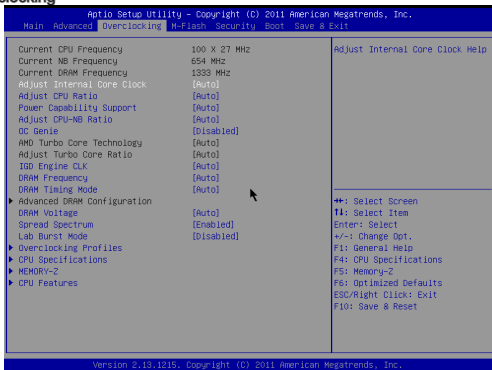 clocking
Aptio Setup Utility – Copyright (C) 2011 American Megatrends, Inc.
Main Advanced Overclocking M-Flash Security Boot Save & Exit
Current CPU Frequency 100 X 27 MHz
Current NB Frequency 654 MHz
Current DRAM Frequency 1333 MHz
Adjust Internal Core Clock [Auto]
Adjust CPU Ratio [Auto]
Power Capability Support [Auto]
Adjust CPU-NB Ratio [Auto]
OC Genie [Disabled]
AMD Turbo Core Technology [Auto]
Adjust Turbo Core Ratio [Auto]
IGD Engine CLK [Auto]
DRAM Frequency [Auto]
DRAM Timing Mode [Auto]
Advanced DRAM Configuration
DRAM Voltage [Auto]
Spread Spectrum [Enabled]
Lab Burst Mode [Disabled]
Overclocking Profiles
CPU Specifications
MEMORY-Z
CPU Features
Adjust Internal Core Clock Help
→←: Select Screen
↑↓: Select Item
Enter: Select
+/-: Change Opt.
F1: General Help
F4: CPU Specifications
F5: Memory-Z
F6: Optimized Defaults
ESC/Right Click: Exit
F10: Save & Reset
Version 2.13.1215. Copyright (C) 2011 American Megatrends, Inc.